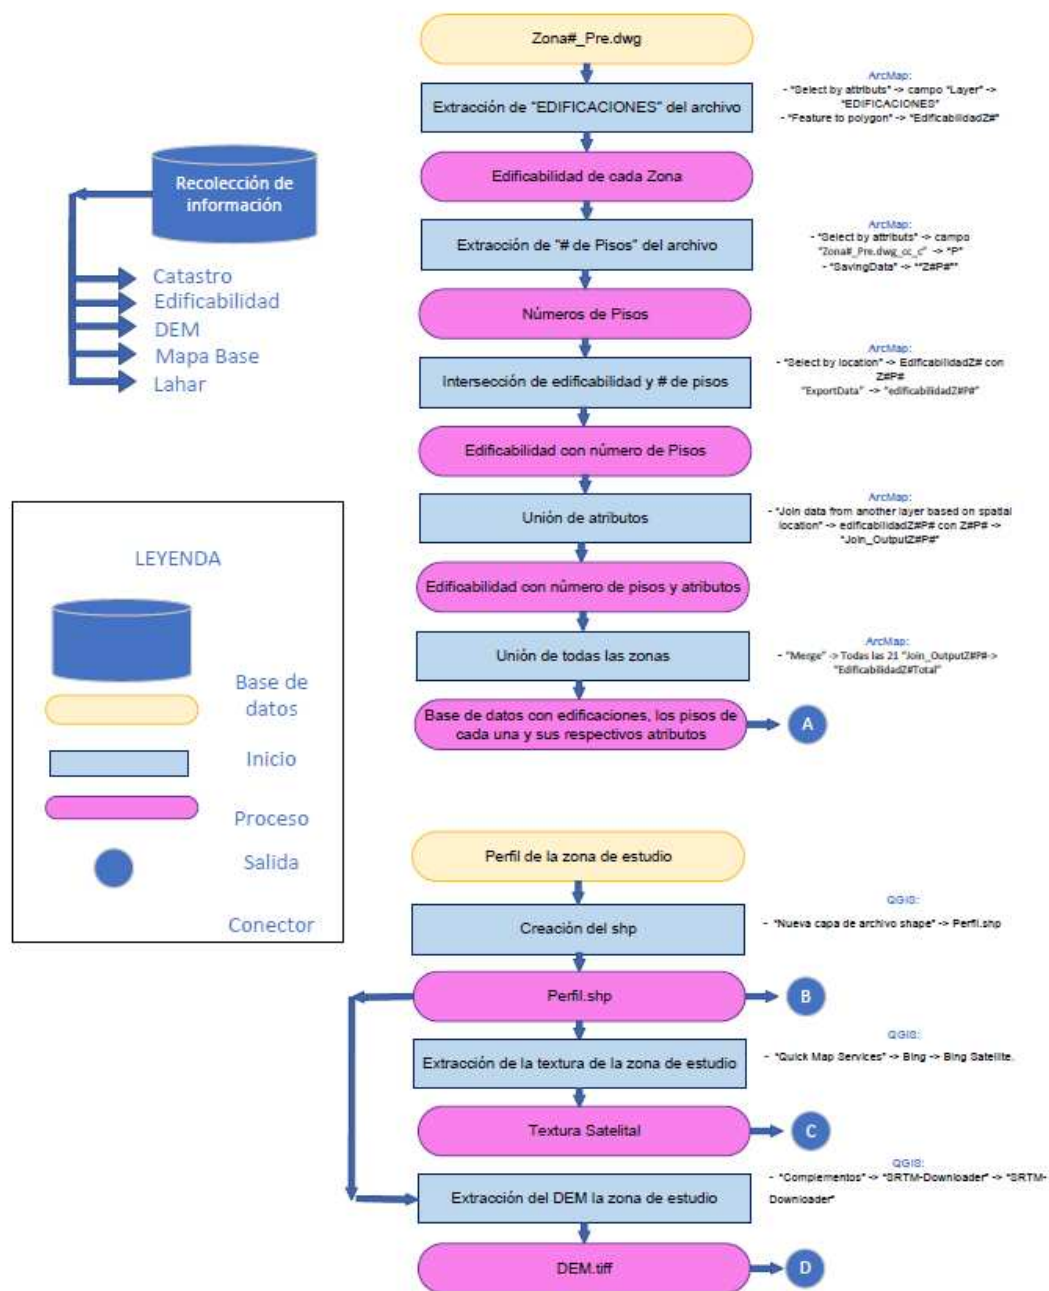 Zona#_Pre.dwg
ArcMap:
- "Select by attributs" -> campo "Layer" ->
"EDIFICACIONES"
- "Feature to polygon" -> "EdificabilidadZ#"
Extracción de "EDIFICACIONES" del archivo
Edificabilidad de cada Zona
Recolección de
información
Catastro
Edificabilidad
DEM
Mapa Base
Lahar
Extracción de "# de Pisos" del archivo
ArcMap:
- "Select by attributs" -> campo
"Zona#_Pre.dwg_cc_c" -> "P"
- "SavingData" -> ""Z#P#""
Números de Pisos
Intersección de edificabilidad y # de pisos
ArcMap:
- "Select by location" -> EdificabilidadZ# con
Z#P#
"ExportData" -> "edificabilidadZ#P#"
Edificabilidad con número de Pisos
Unión de atributos
ArcMap:
- "Join data from another layer based on spatial
location" -> edificabilidadZ#P# con Z#P# ->
"Join_OutputZ#P#"
Edificabilidad con número de pisos y atributos
Unión de todas las zonas
ArcMap:
- "Merge" -> Todas las 21 "Join_OutputZ#P#->
"EdificabilidadZ#Total"
Base de datos con edificaciones, los pisos de
cada una y sus respectivos atributos
A
LEYENDA
Base de
datos
Inicio
Proceso
Salida
Conector
Perfil de la zona de estudio
Creación del shp
QGIS:
- "Nueva capa de archivo shape" -> Perfil.shp
Perfil.shp
B
Extracción de la textura de la zona de estudio
QGIS:
- "Quick Map Services" -> Bing -> Bing Satellite.
Textura Satelital
C
Extracción del DEM la zona de estudio
QGIS:
- "Complementos" -> "SRTM-Downloader" -> "SRTM-
Downloader"
DEM.tiff
D